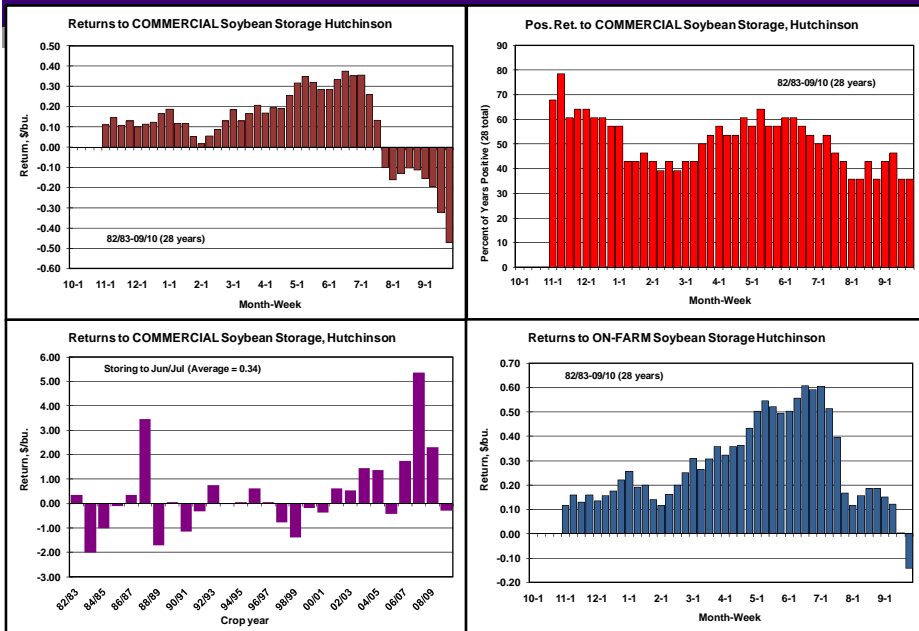 Returns to COMMERCIAL Soybean Storage Hutchinson
0.50
0.40
0.30
0.20
0.10
0.00
-0.10
-0.20
-0.30
-0.40
-0.50
-0.60
Return, $/bu.
82/83-09/10 (28 years)
10-1 11-1 12-1 1-1 2-1 3-1 4-1 5-1 6-1 7-1 8-1 9-1
Month-Week
Pos. Ret. to COMMERCIAL Soybean Storage, Hutchinson
90
80
70
60
50
40
30
20
10
0
Percent of Years Positive (28 total)
82/83-09/10 (28 years)
10-1 11-1 12-1 1-1 2-1 3-1 4-1 5-1 6-1 7-1 8-1 9-1
Month-Week
Returns to COMMERCIAL Soybean Storage, Hutchinson
6.00
5.00
4.00
3.00
2.00
1.00
0.00
-1.00
-2.00
-3.00
Return, $/bu.
Storing to Jun/Jul (Average = 0.34)
82/83 84/85 86/87 88/89 90/91 92/93 94/95 96/97 98/99 00/01 02/03 04/05 06/07 08/09
Crop year
Returns to ON-FARM Soybean Storage Hutchinson
0.70
0.60
0.50
0.40
0.30
0.20
0.10
0.00
-0.10
-0.20
Return, $/bu.
82/83-09/10 (28 years)
10-1 11-1 12-1 1-1 2-1 3-1 4-1 5-1 6-1 7-1 8-1 9-1
Month-Week